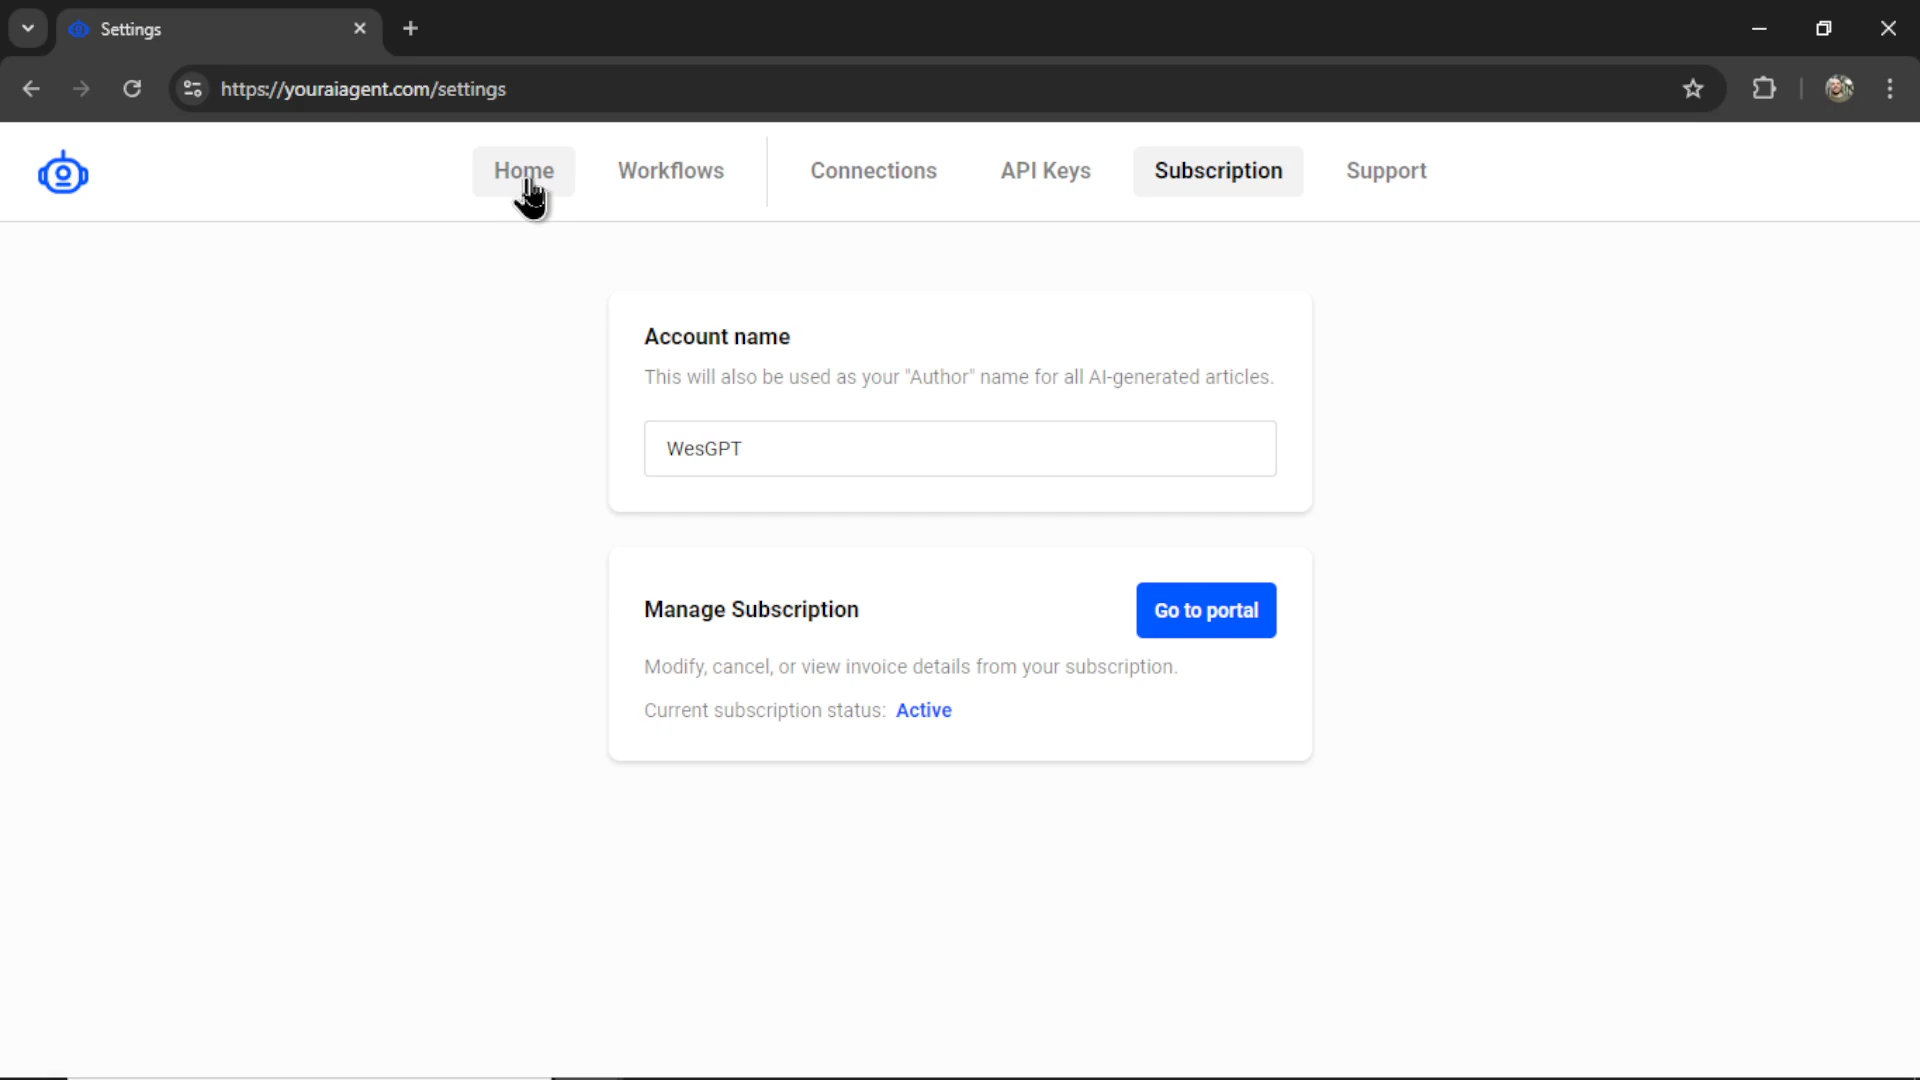 Settings
https://youraiagent.com/settings
Home Workflows Connections API Keys Subscription Support
Account name
This will also be used as your "Author" name for all AI-generated articles.
WesGPT
Manage Subscription Go to portal
Modify, cancel, or view invoice details from your subscription.
Current subscription status: Active